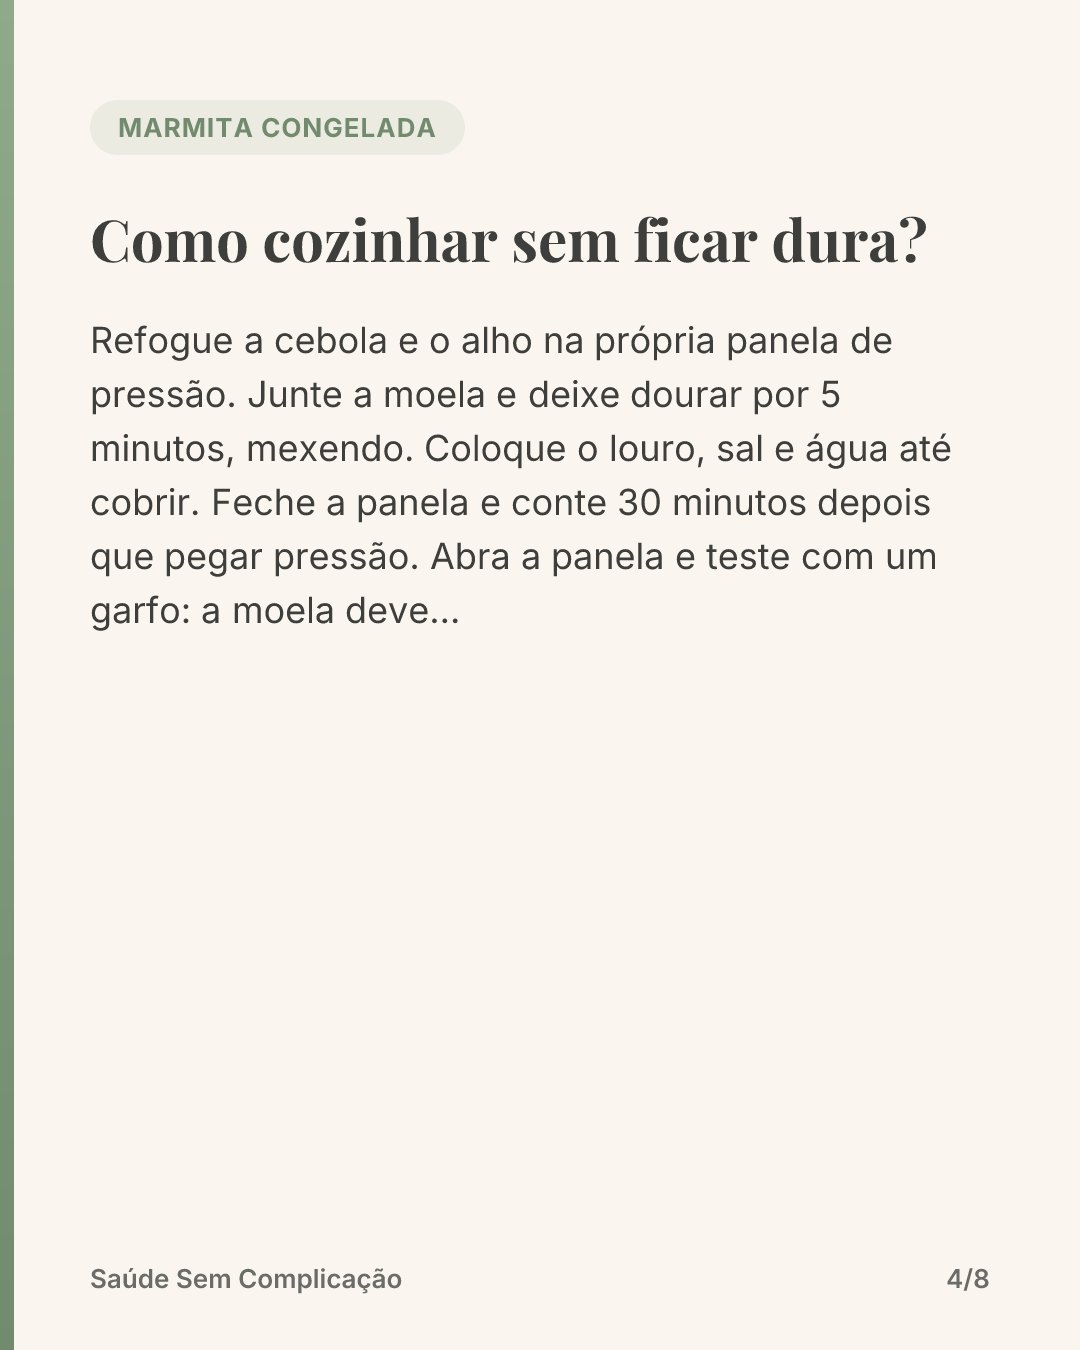 MARMITA CONGELADA
Como cozinhar sem ficar dura?
Refogue a cebola e o alho na própria panela de
pressão. Junte a moela e deixe dourar por 5
minutos, mexendo. Coloque o louro, sal e água até
cobrir. Feche a panela e conte 30 minutos depois
que pegar pressão. Abra a panela e teste com um
garfo: a moela deve...
Saúde Sem Complicação
4/8